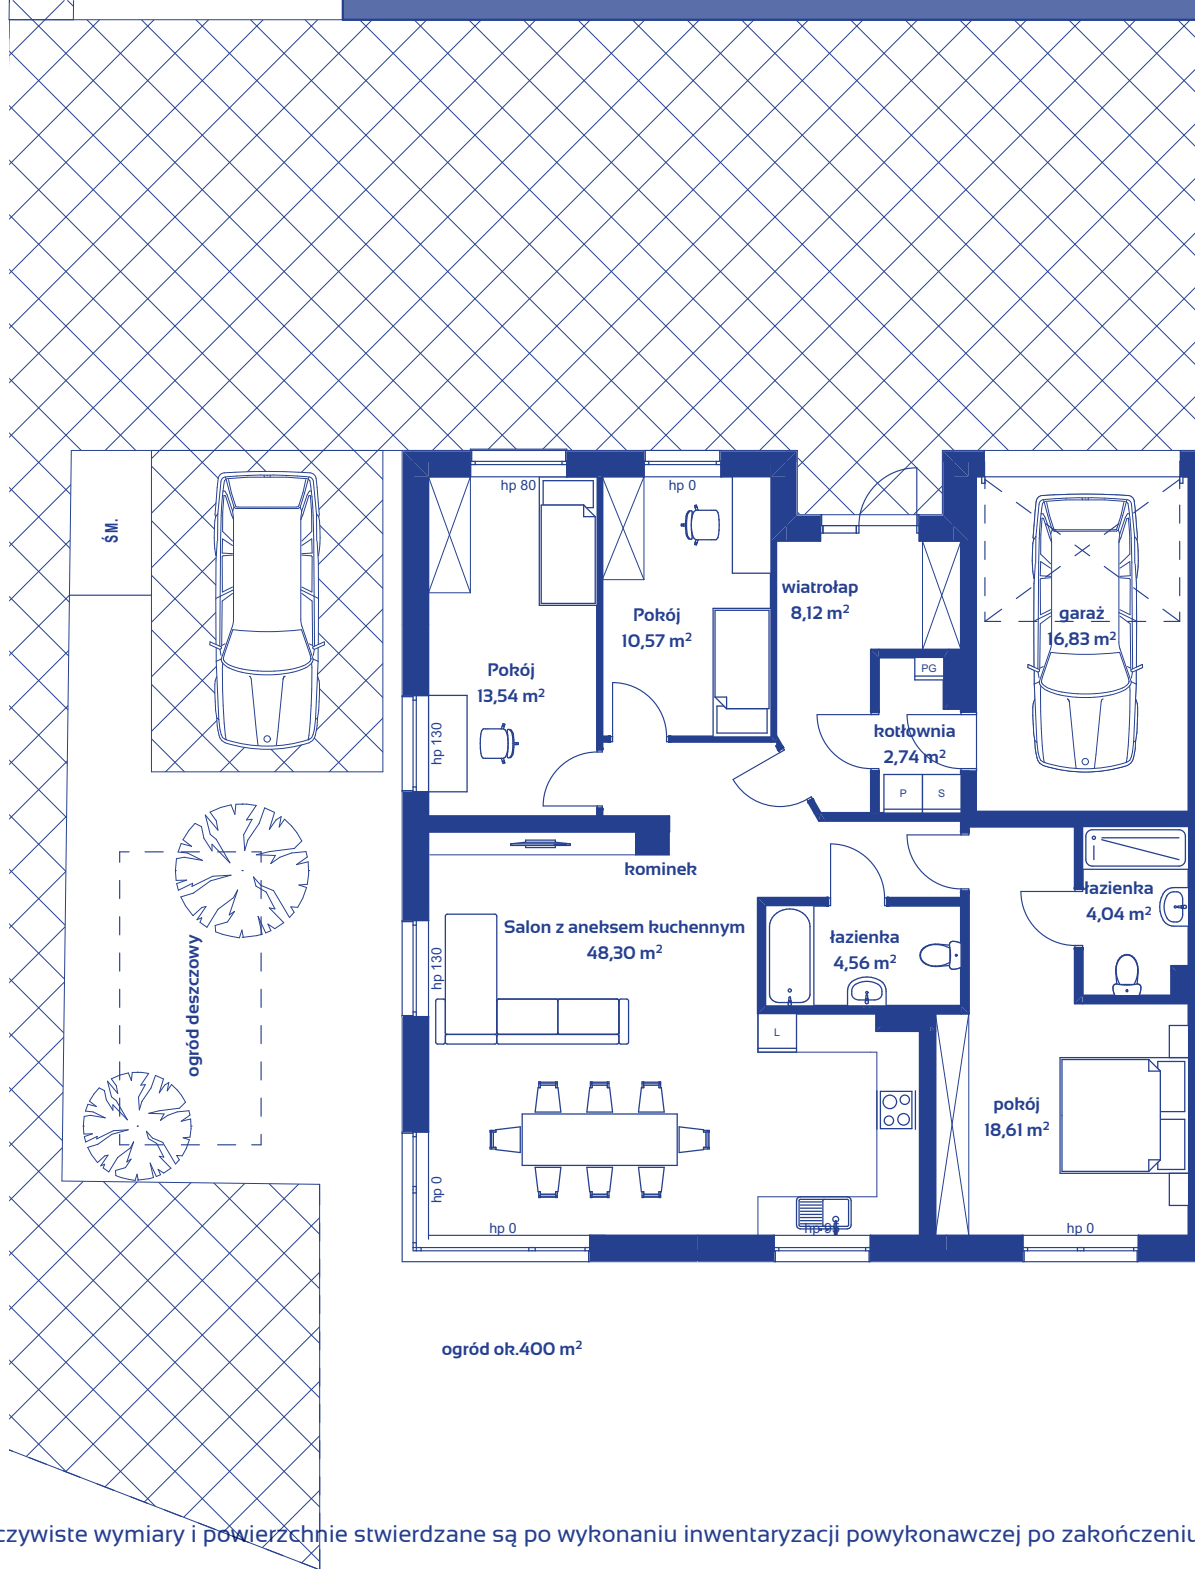 ŚM.
hp 80
hp 0
wiatrołap
8,12 m²
Pokój
10,57 m²
garaż
16,83 m²
Pokój
13,54 m²
PG
hp 130
kotłownia
2,74 m²
P
S
kominek
łazienka
4,04 m²
Salon z aneksem kuchennym
48,30 m²
łazienka
4,56 m²
hp 130
ogród deszczowy
L
pokój
18,61 m²
hp 0
hp 0
hp 0
ogród ok.400 m²
czywiste wymiary i powierzchnie stwierdzane są po wykonaniu inwentaryzacji powykonawczej po zakończeniu